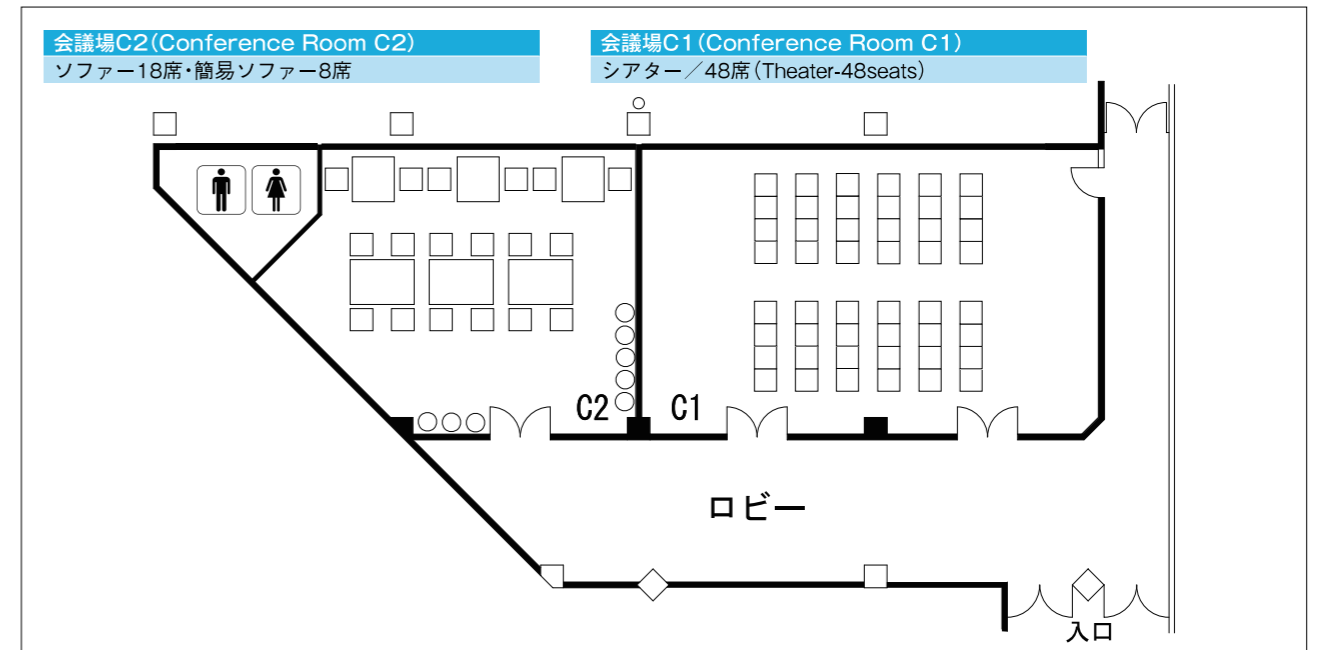 会議場C2(Conference Room C2)
ソファー18席・簡易ソファー8席
会議場C1(Conference Room C1)
シアター／48席(Theater-48seats)
C2
C1
ロビー
入口